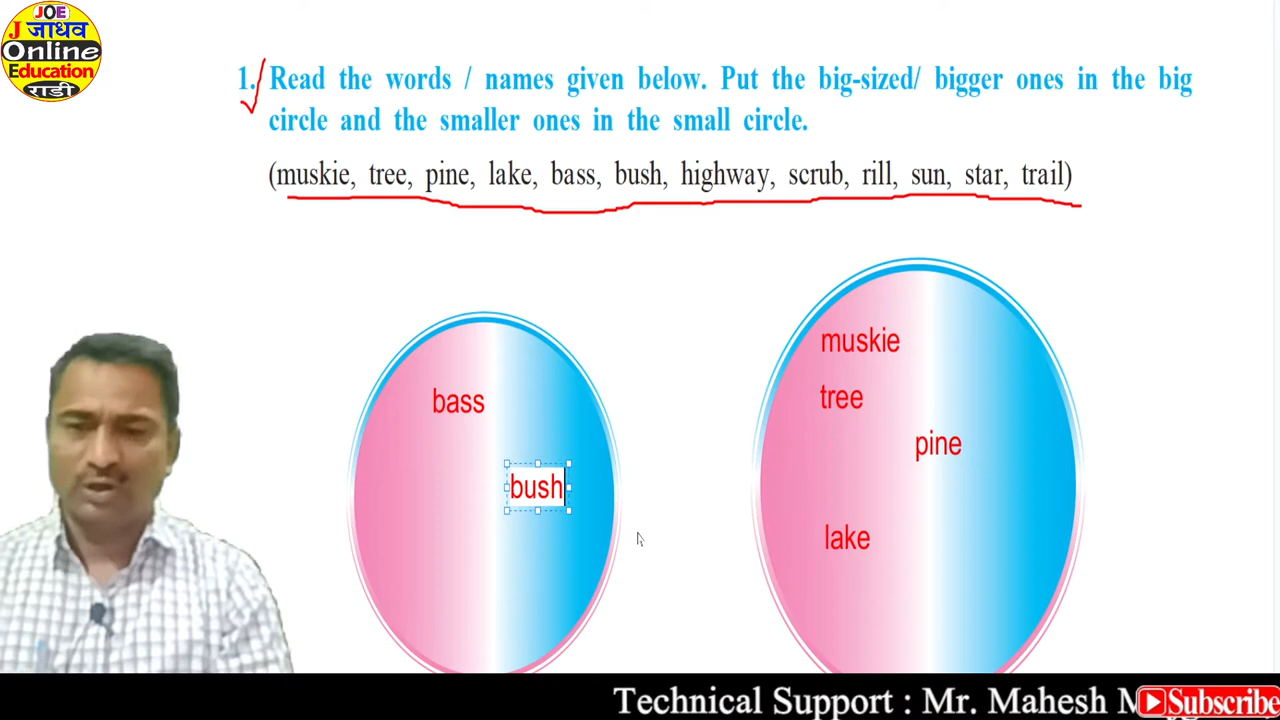 JOE
J जाधव
Online
Education
राडी
1. Read the words / names given below. Put the big-sized/ bigger ones in the big
circle and the smaller ones in the small circle.
(muskie, tree, pine, lake, bass, bush, highway, scrub, rill, sun, star, trail)
bass
bush
muskie
tree
pine
lake
Technical Support : Mr. Mahesh M
Subscribe